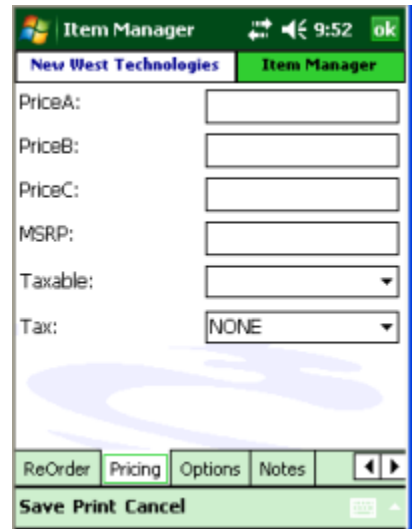 Item Manager 9:52 ok
New West Technologies Item Manager
PriceA:
PriceB:
PriceC:
MSRP:
Taxable:
Tax: NONE
ReOrder Pricing Options Notes
Save Print Cancel